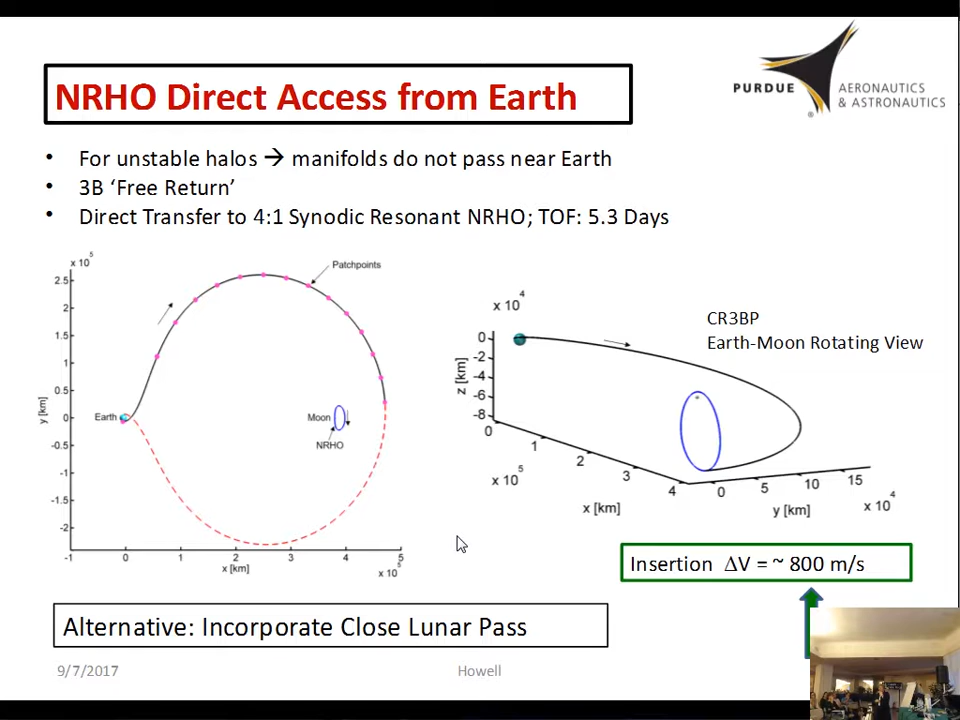 NRHO Direct Access from Earth
PURDUE
AERONAUTICS
& ASTRONAUTICS
®
• For unstable halos → manifolds do not pass near Earth
• 3B ‘Free Return’
• Direct Transfer to 4:1 Synodic Resonant NRHO; TOF: 5.3 Days
x 10^5
2.5
2
1.5
1
0.5
0
-0.5
-1
-1.5
-2
y [km]
Patchpoints
Earth
Moon
NRHO
-1 0 1 2 3 4 5
x [km]
x 10^5
x 10^4
0
-2
-4
-6
-8
z [km]
CR3BP
Earth-Moon Rotating View
0 1 2 3 4
x 10^5
x [km]
0 5 10 15
y [km]
x 10^4
Insertion ΔV = ~ 800 m/s
Alternative: Incorporate Close Lunar Pass
9/7/2017
Howell